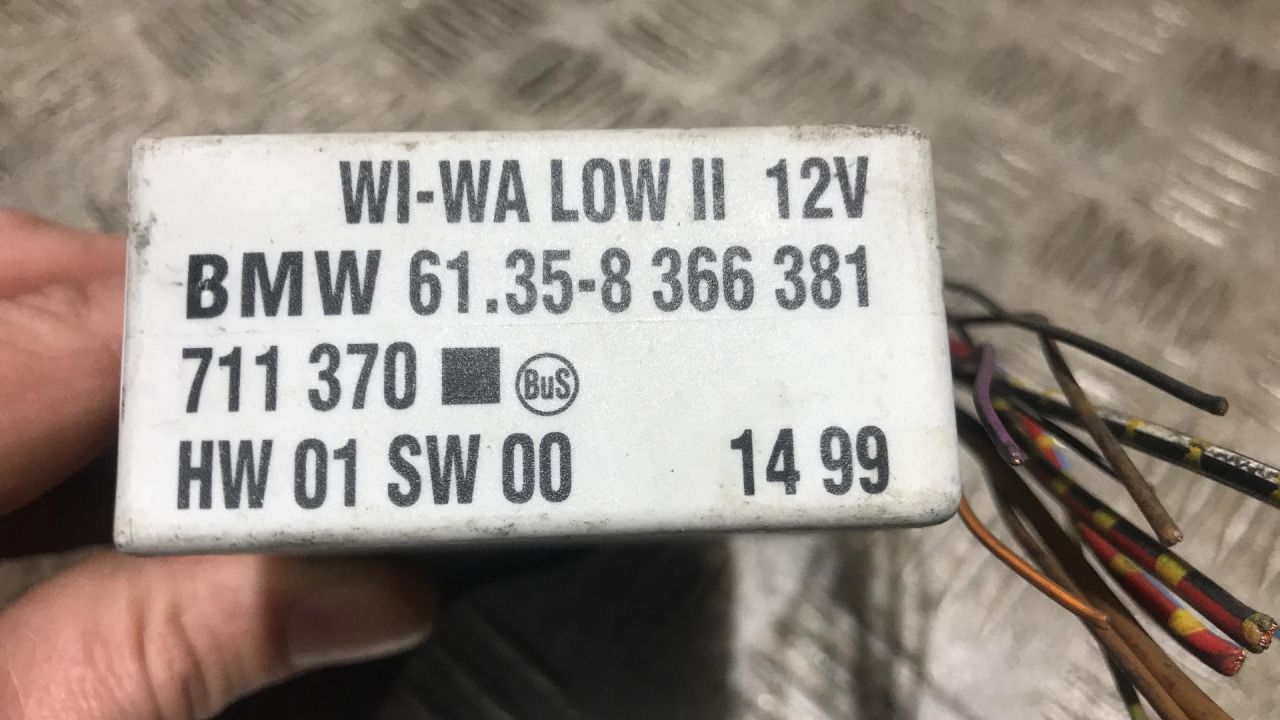 WI-WA LOW II 12V
BMW 61.35-8 366 381
711 370 BuS
HW 01 SW 00 14 99